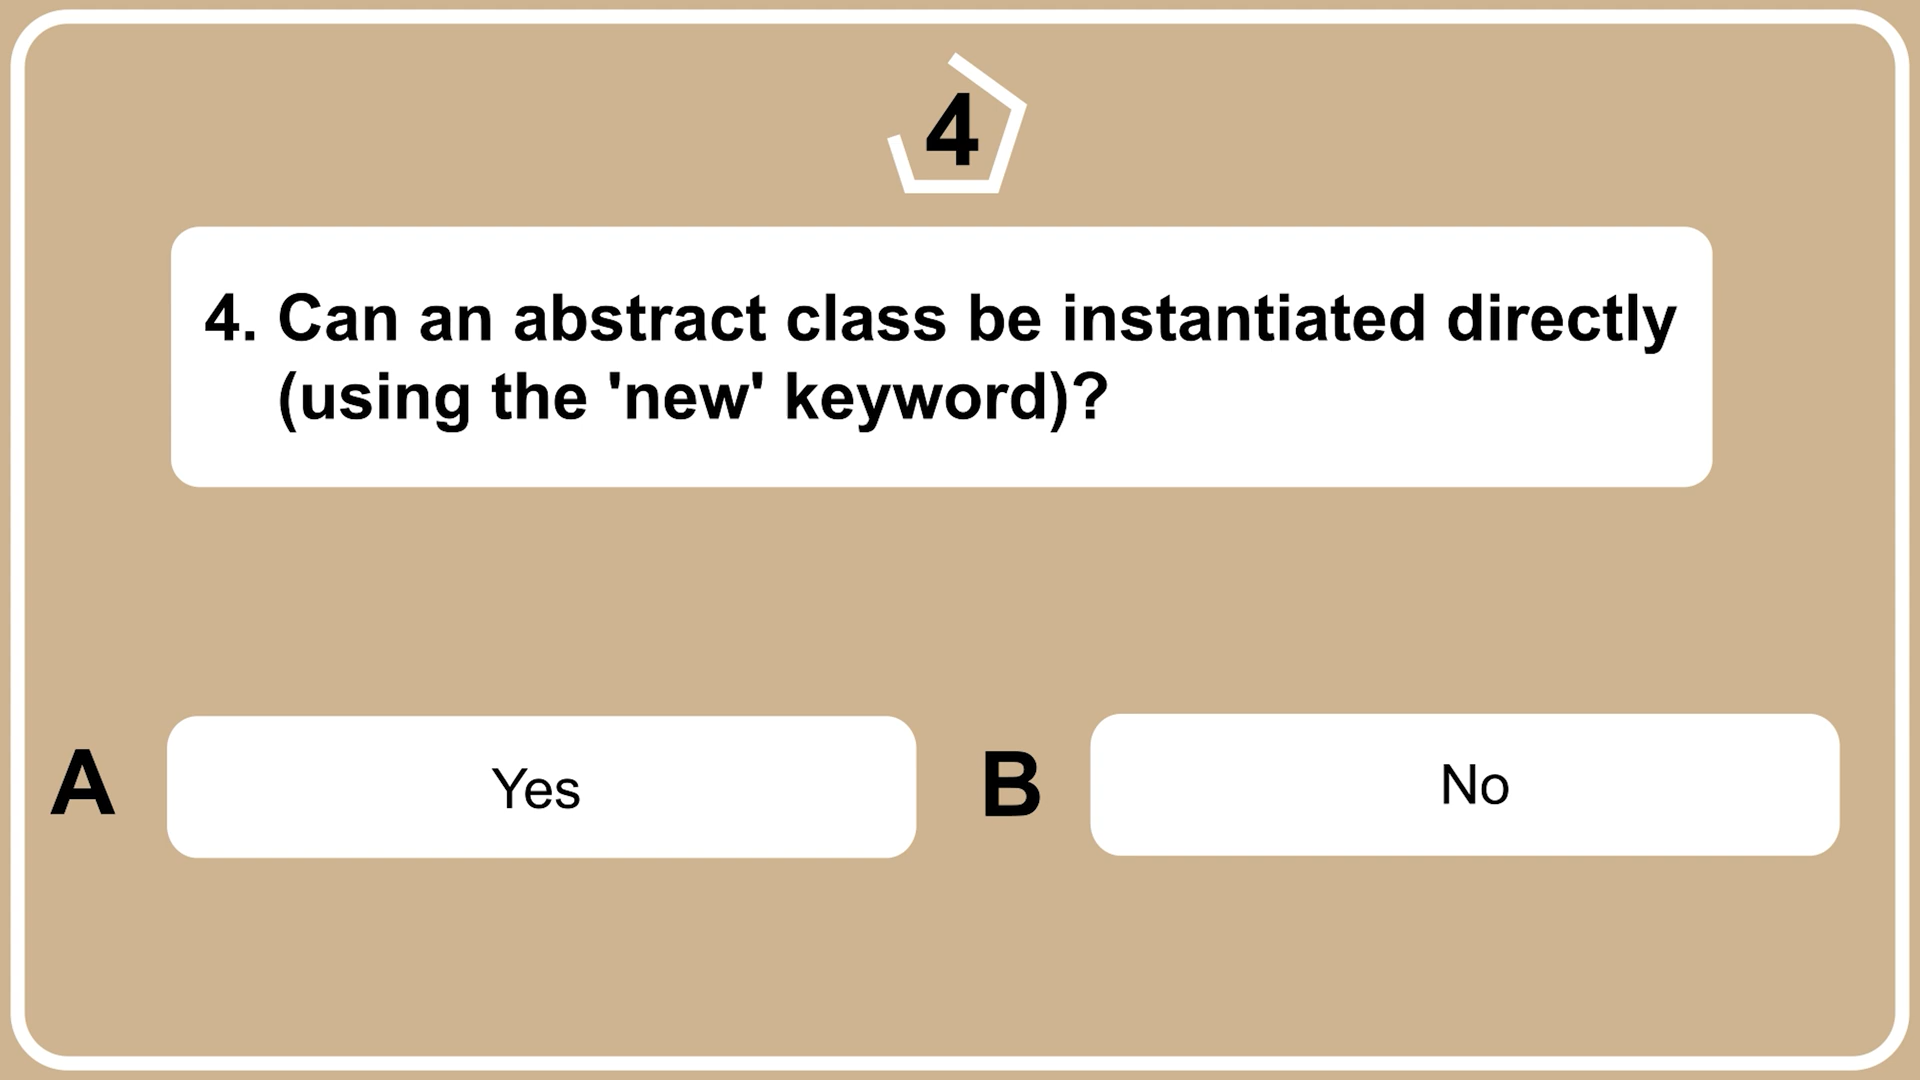 4
4. Can an abstract class be instantiated directly
(using the 'new' keyword)?
A
Yes
B
No